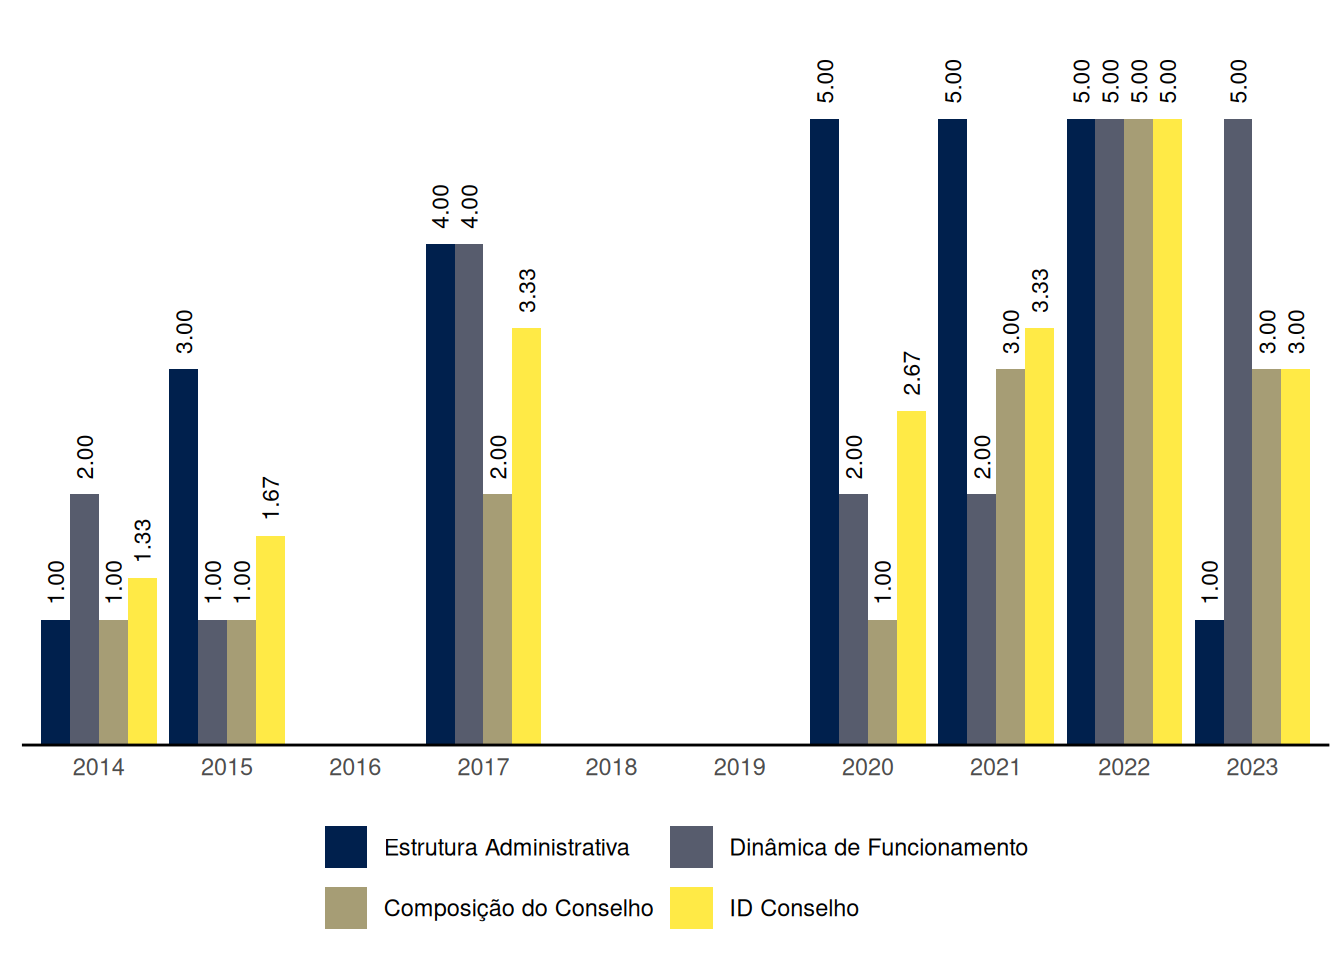 1.00 2.00 1.00 1.33 3.00 1.00 1.00 1.67 4.00 4.00 2.00 3.33 5.00 2.00 1.00 2.67 5.00 2.00 3.00 3.33 5.00 5.00 5.00 5.00 1.00 5.00 3.00 3.00
2014 2015 2016 2017 2018 2019 2020 2021 2022 2023
Estrutura Administrativa Dinâmica de Funcionamento
Composição do Conselho ID Conselho